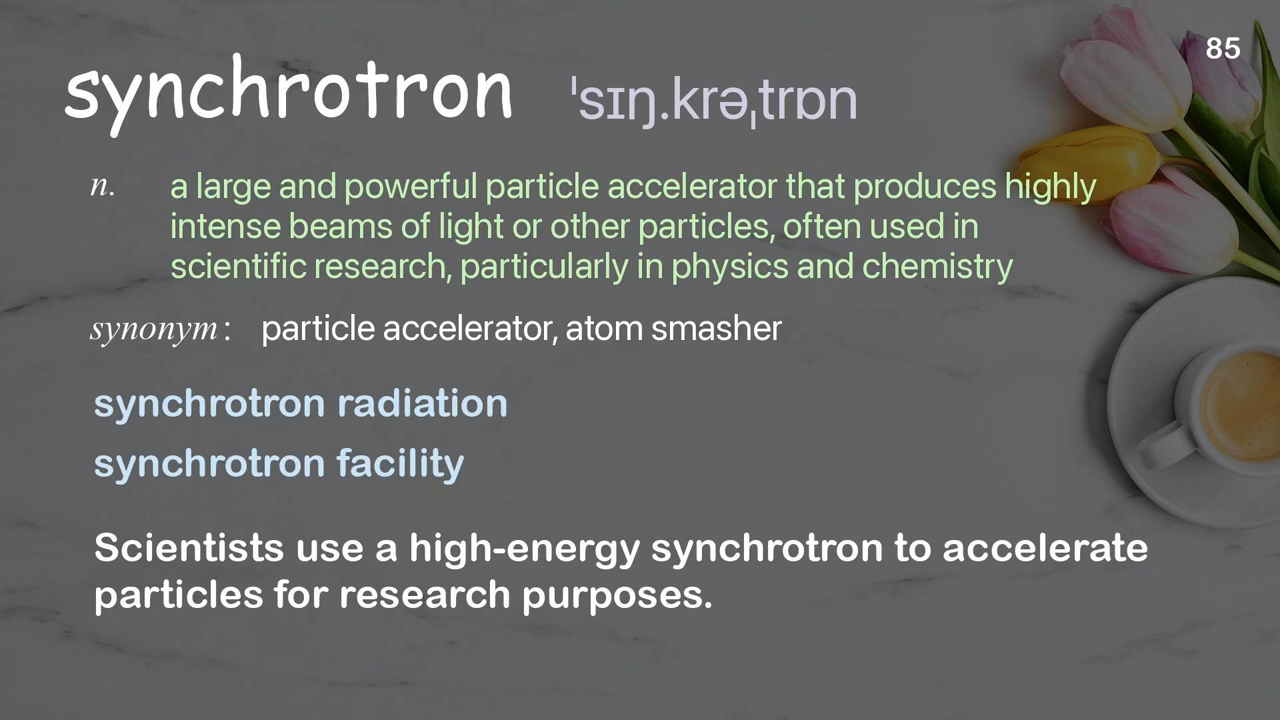 85
synchrotron ˈsɪŋ.krəˌtrɒn
n. a large and powerful particle accelerator that produces highly
intense beams of light or other particles, often used in
scientific research, particularly in physics and chemistry
synonym: particle accelerator, atom smasher
synchrotron radiation
synchrotron facility
Scientists use a high-energy synchrotron to accelerate
particles for research purposes.